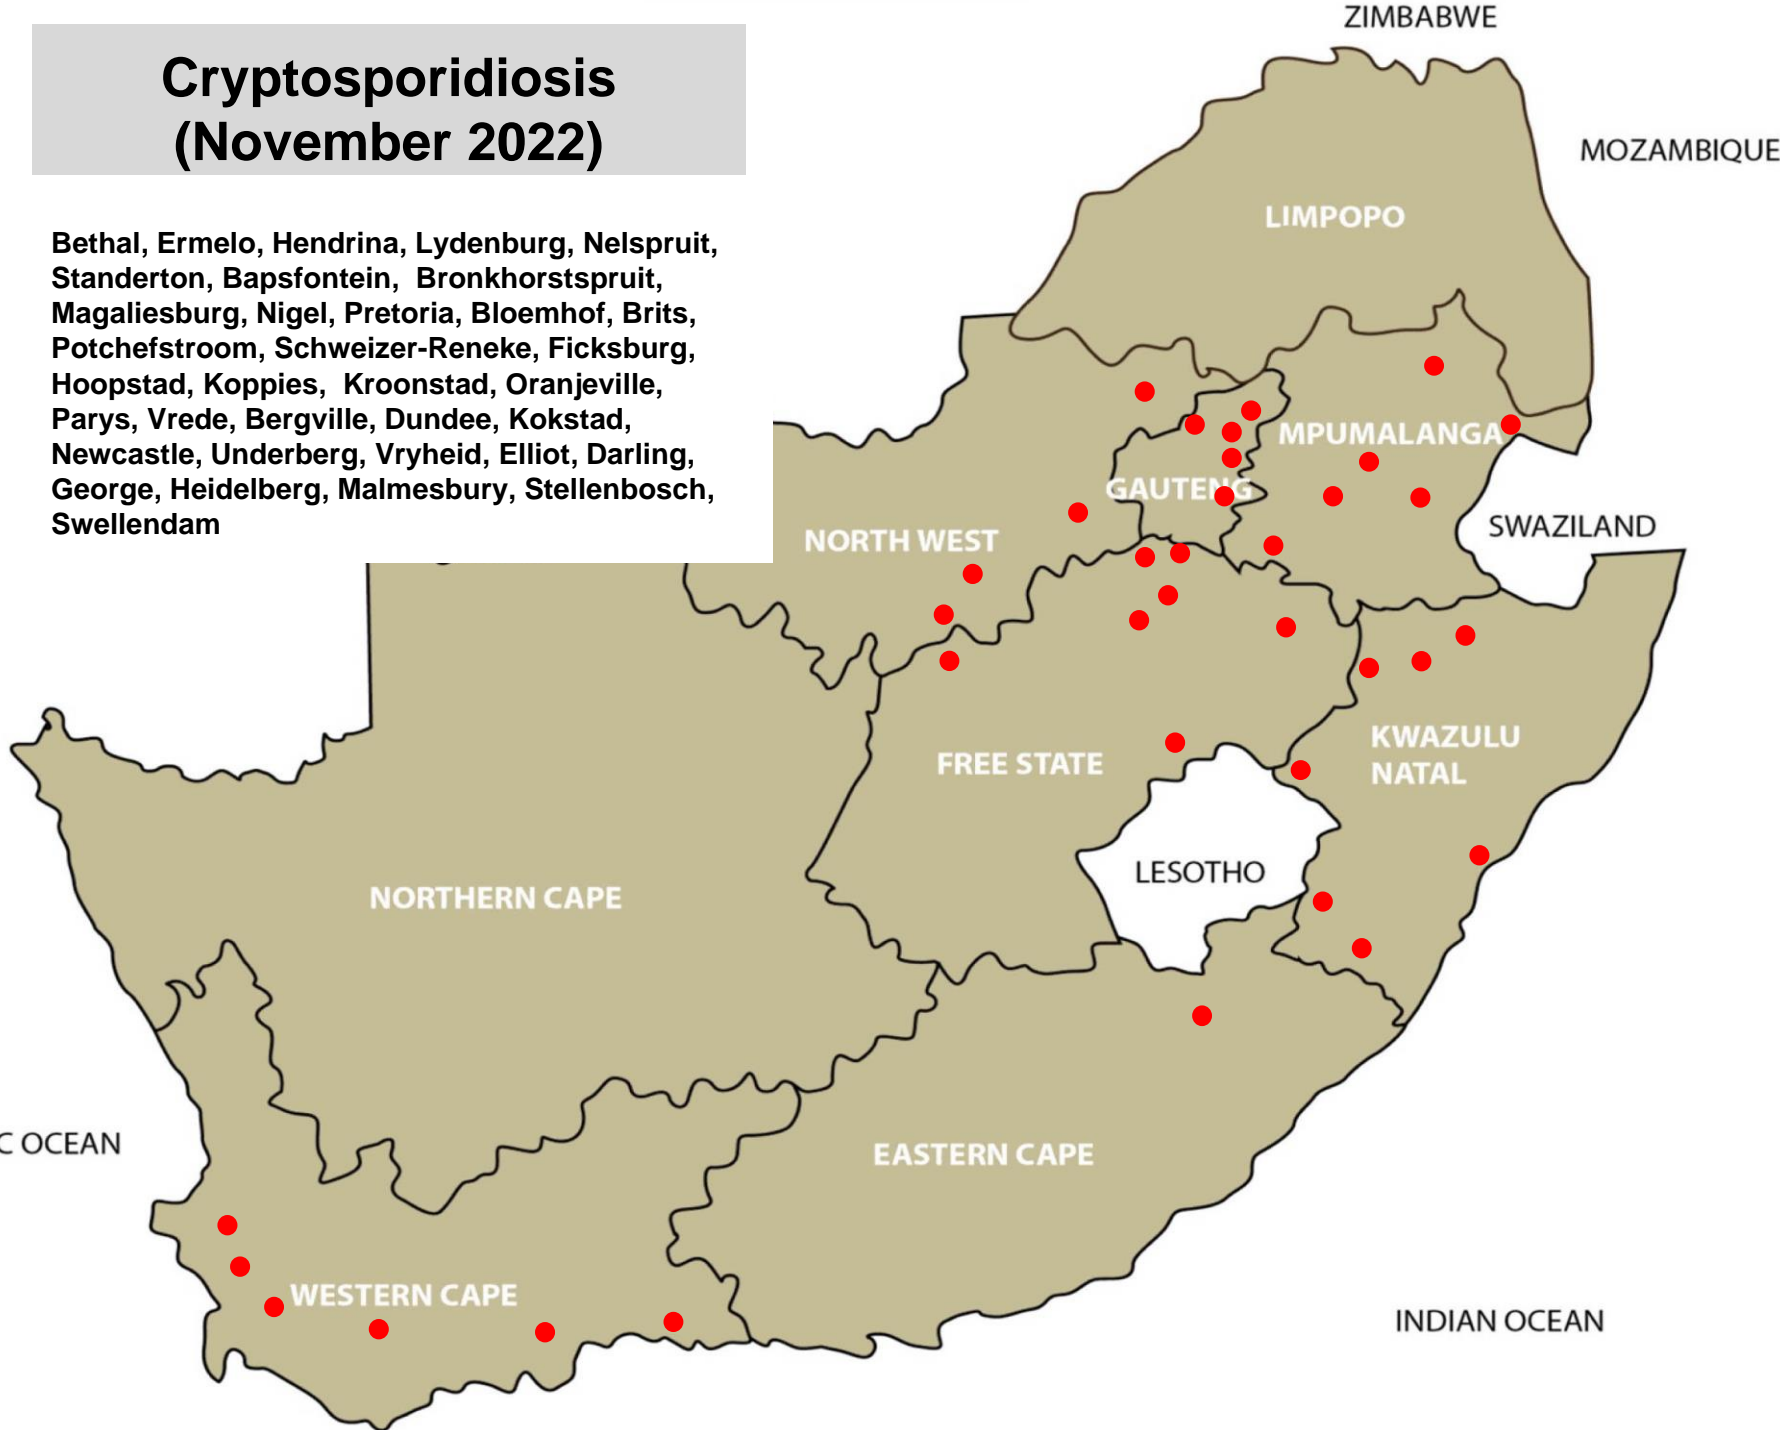 Cryptosporidiosis
(November 2022)
Bethal, Ermelo, Hendrina, Lydenburg, Nelspruit,
Standerton, Bapsfontein, Bronkhorstspruit,
Magaliesburg, Nigel, Pretoria, Bloemhof, Brits,
Potchefstroom, Schweizer-Reneke, Ficksburg,
Hoopstad, Koppies, Kroonstad, Oranjeville,
Parys, Vrede, Bergville, Dundee, Kokstad,
Newcastle, Underberg, Vryheid, Elliot, Darling,
George, Heidelberg, Malmesbury, Stellenbosch,
Swellendam
ZIMBABWE
MOZAMBIQUE
LIMPOPO
MPUMALANGA
GAUTENG
SWAZILAND
NORTH WEST
KWAZULU
NATAL
FREE STATE
LESOTHO
NORTHERN CAPE
C OCEAN
EASTERN CAPE
WESTERN CAPE
INDIAN OCEAN